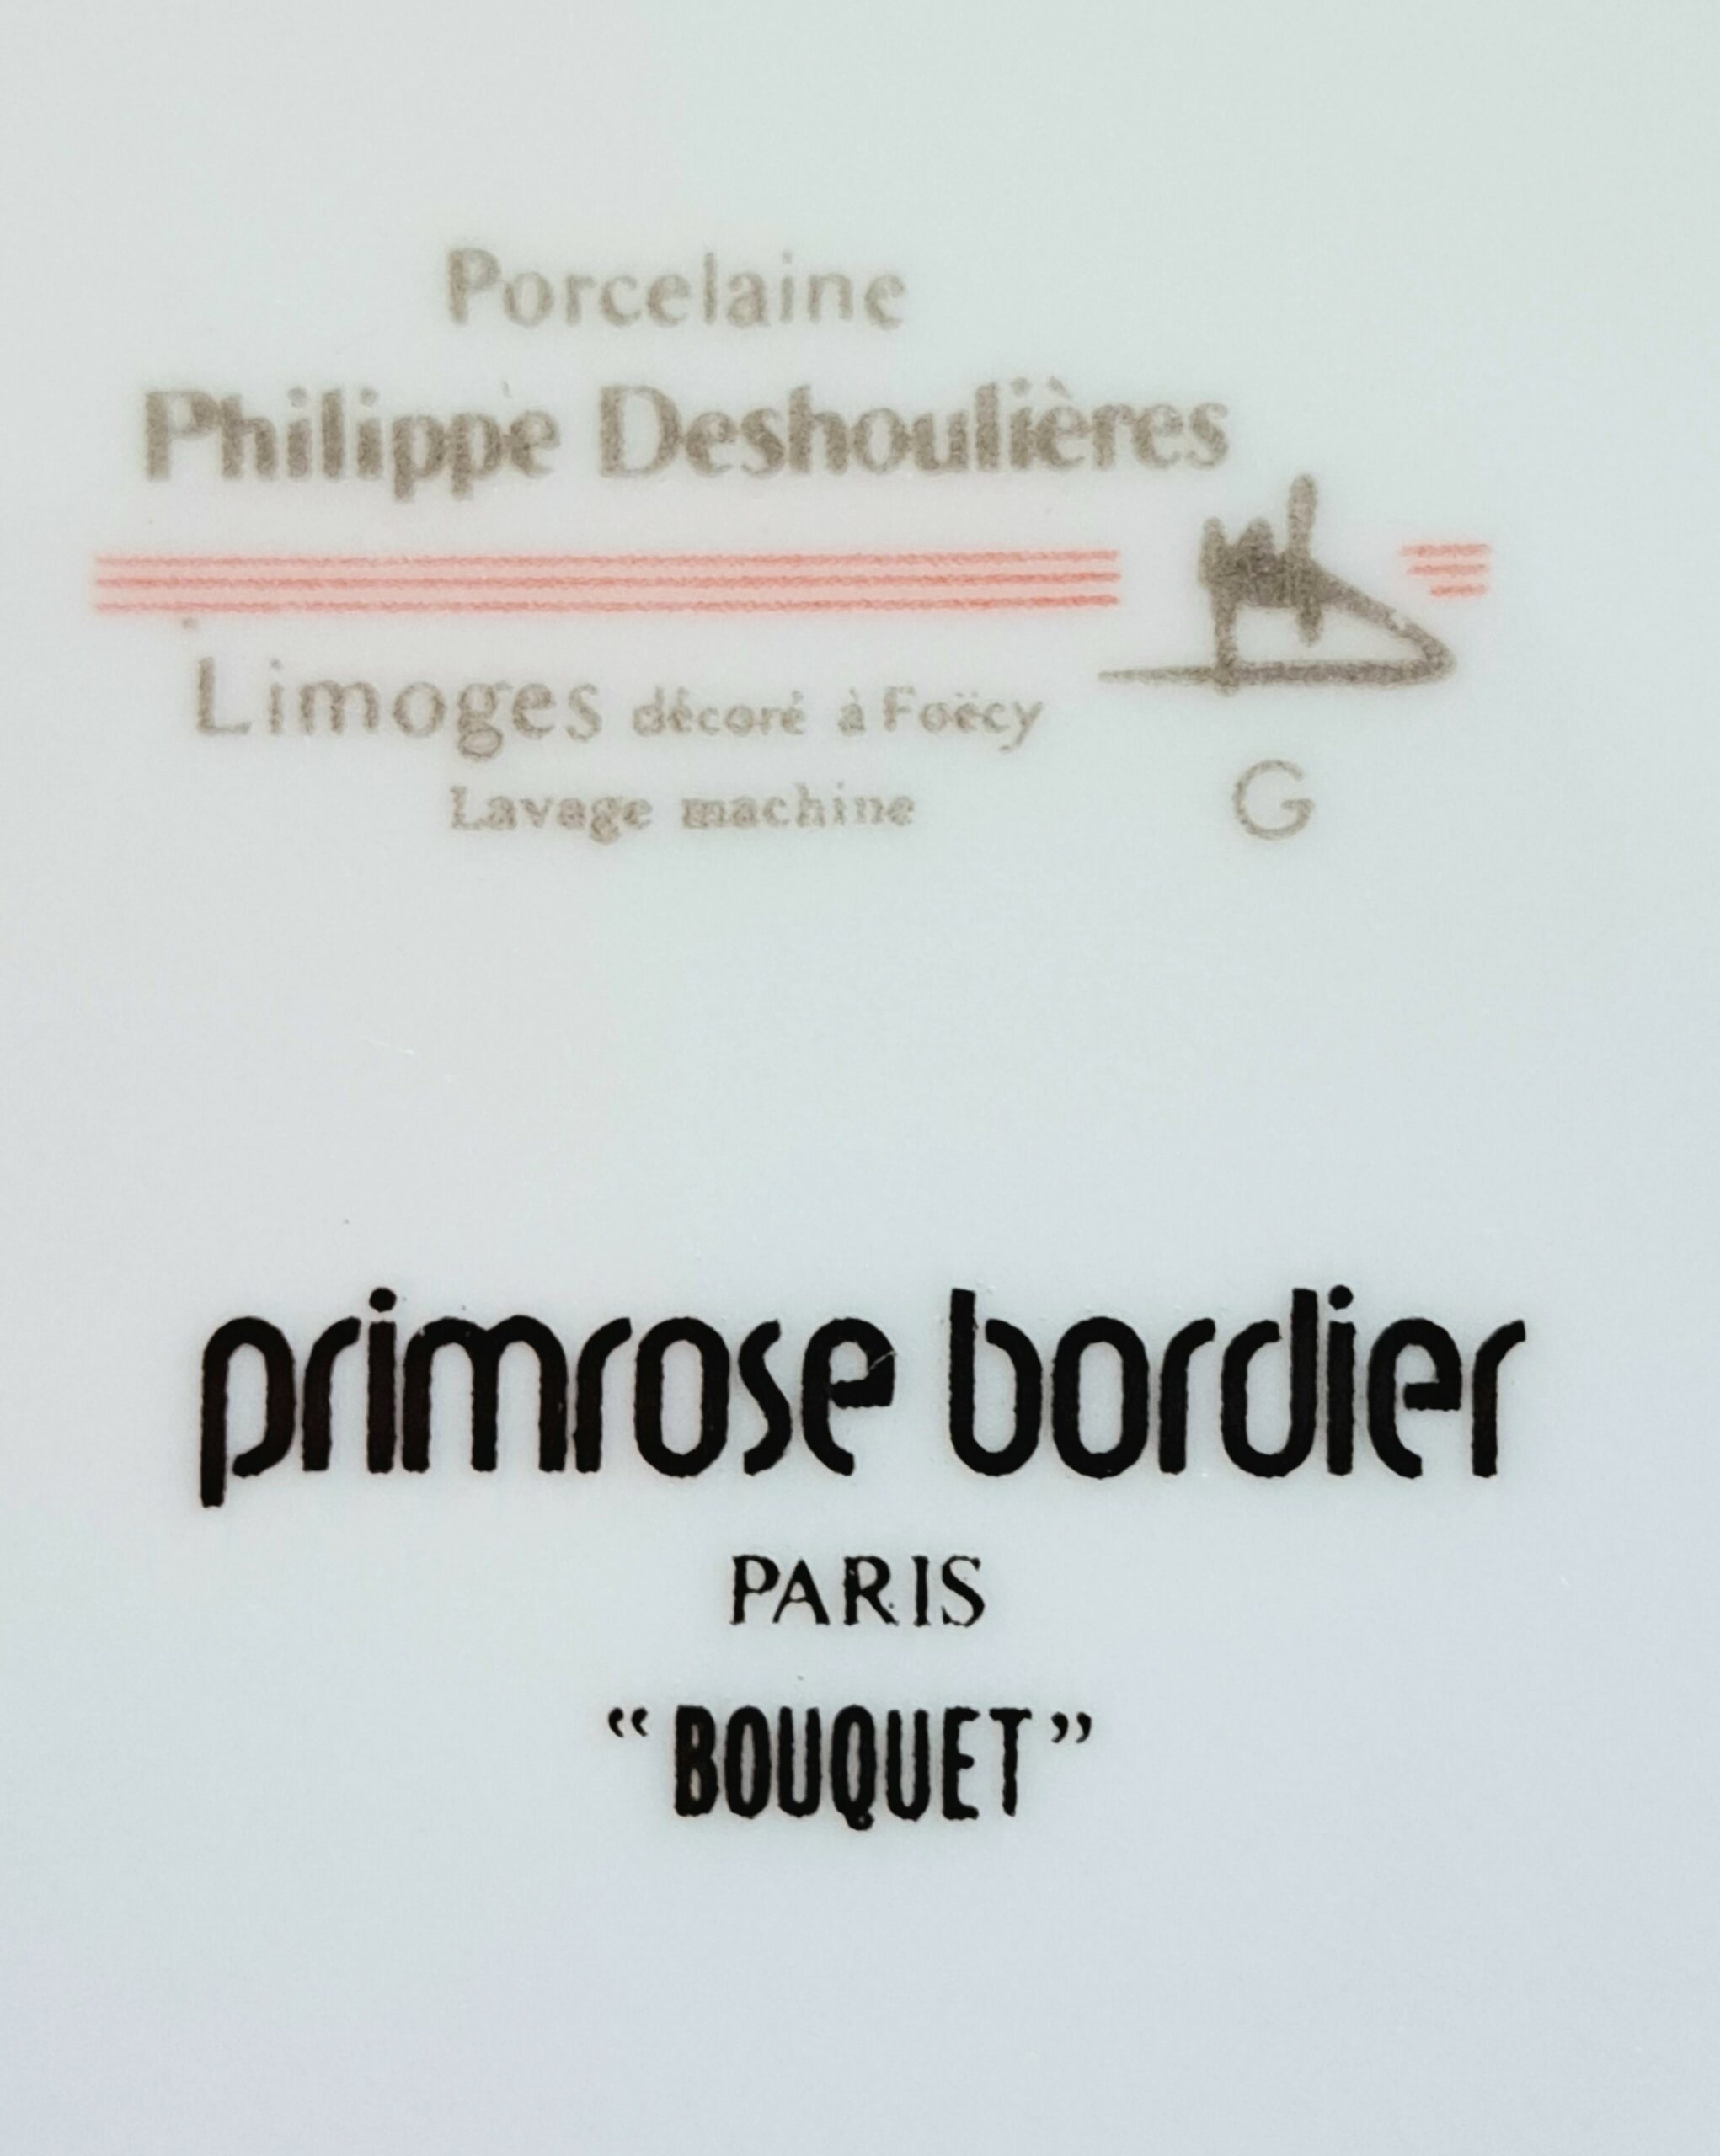 Porcelaine
Philippe Deshoulières
Limoges décoré à Foëcy
Lavage machine
G
primrose bordier
PARIS
“BOUQUET”